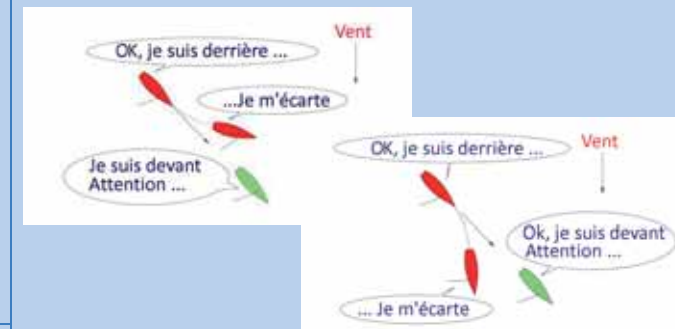 Vent
OK, je suis derrière ...
...Je m'écarte
Je suis devant
Attention ...
Vent
OK, je suis derrière ...
Ok, je suis devant
Attention ...
... Je m'écarte